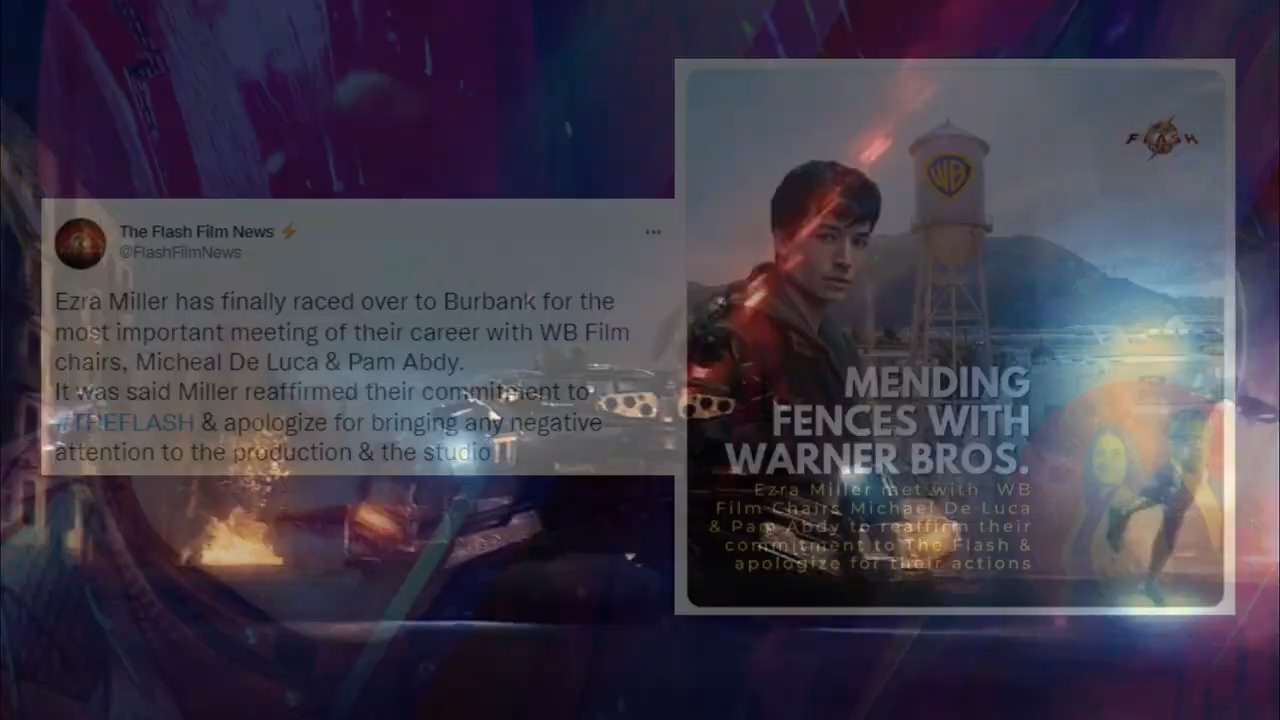 The Flash Film News ⚡
@FlashFilmNews
...
Ezra Miller has finally raced over to Burbank for the
most important meeting of their career with WB Film
chairs, Micheal De Luca & Pam Abdy.
It was said Miller reaffirmed their commitment to
#THEFLASH & apologize for bringing any negative
attention to the production & the studio
FLASH
WB
MENDING
FENCES WITH
WARNER BROS.
Ezra Miller met with WB
Film Chairs Michael De Luca
& Pam Abdy to reaffirm their
commitment to The Flash &
apologize for their actions